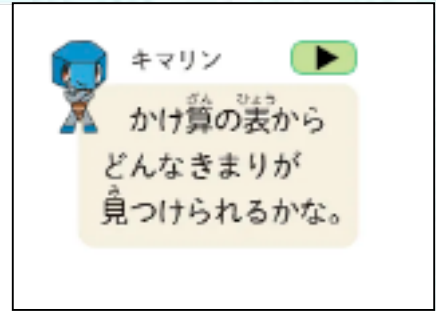 キマリン
かけ算の表から
どんなきまりが
見つけられるかな。